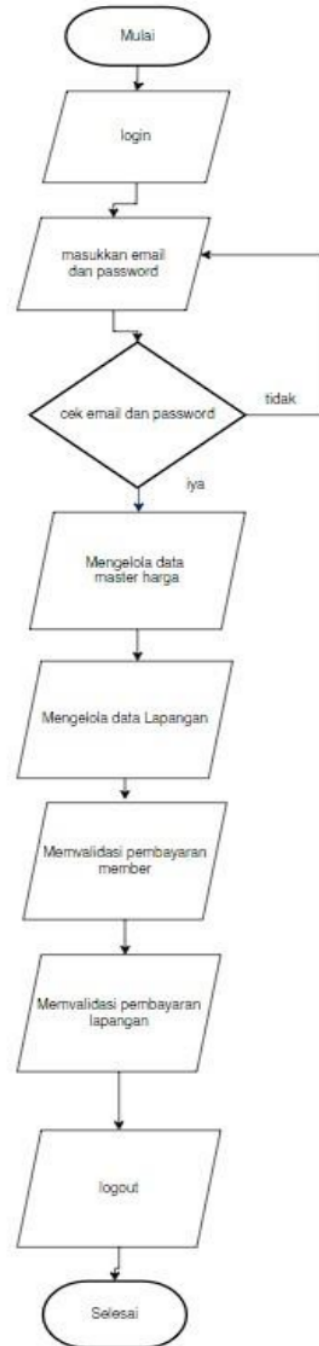 Mulai
login
masukkan email
dan password
cek email dan password
tidak
iya
Mengelola data
master harga
Mengelola data Lapangan
Memvalidasi pembayaran
member
Memvalidasi pembayaran
lapangan
logout
Selesai